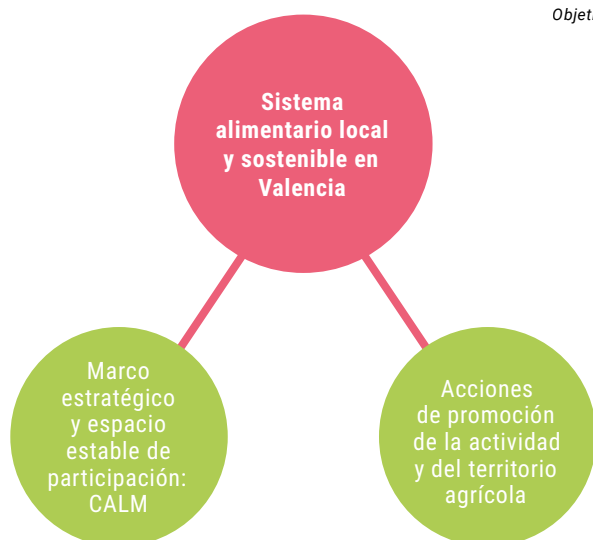 Sistema
alimentario local
y sostenible en
Valencia
Marco
estratégico
y espacio
estable de
participación:
CALM
Acciones
de promoción
de la actividad
y del territorio
agrícola